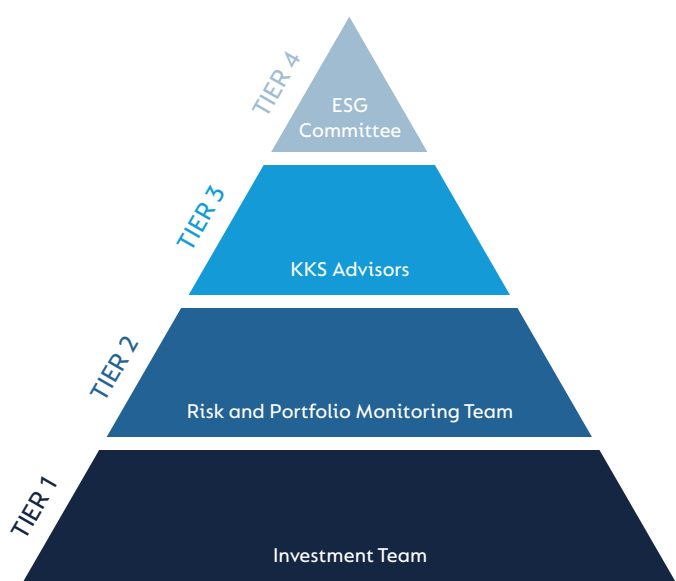 TIER 4
ESG
Committee
TIER 3
KKS Advisors
TIER 2
Risk and Portfolio Monitoring Team
TIER 1
Investment Team